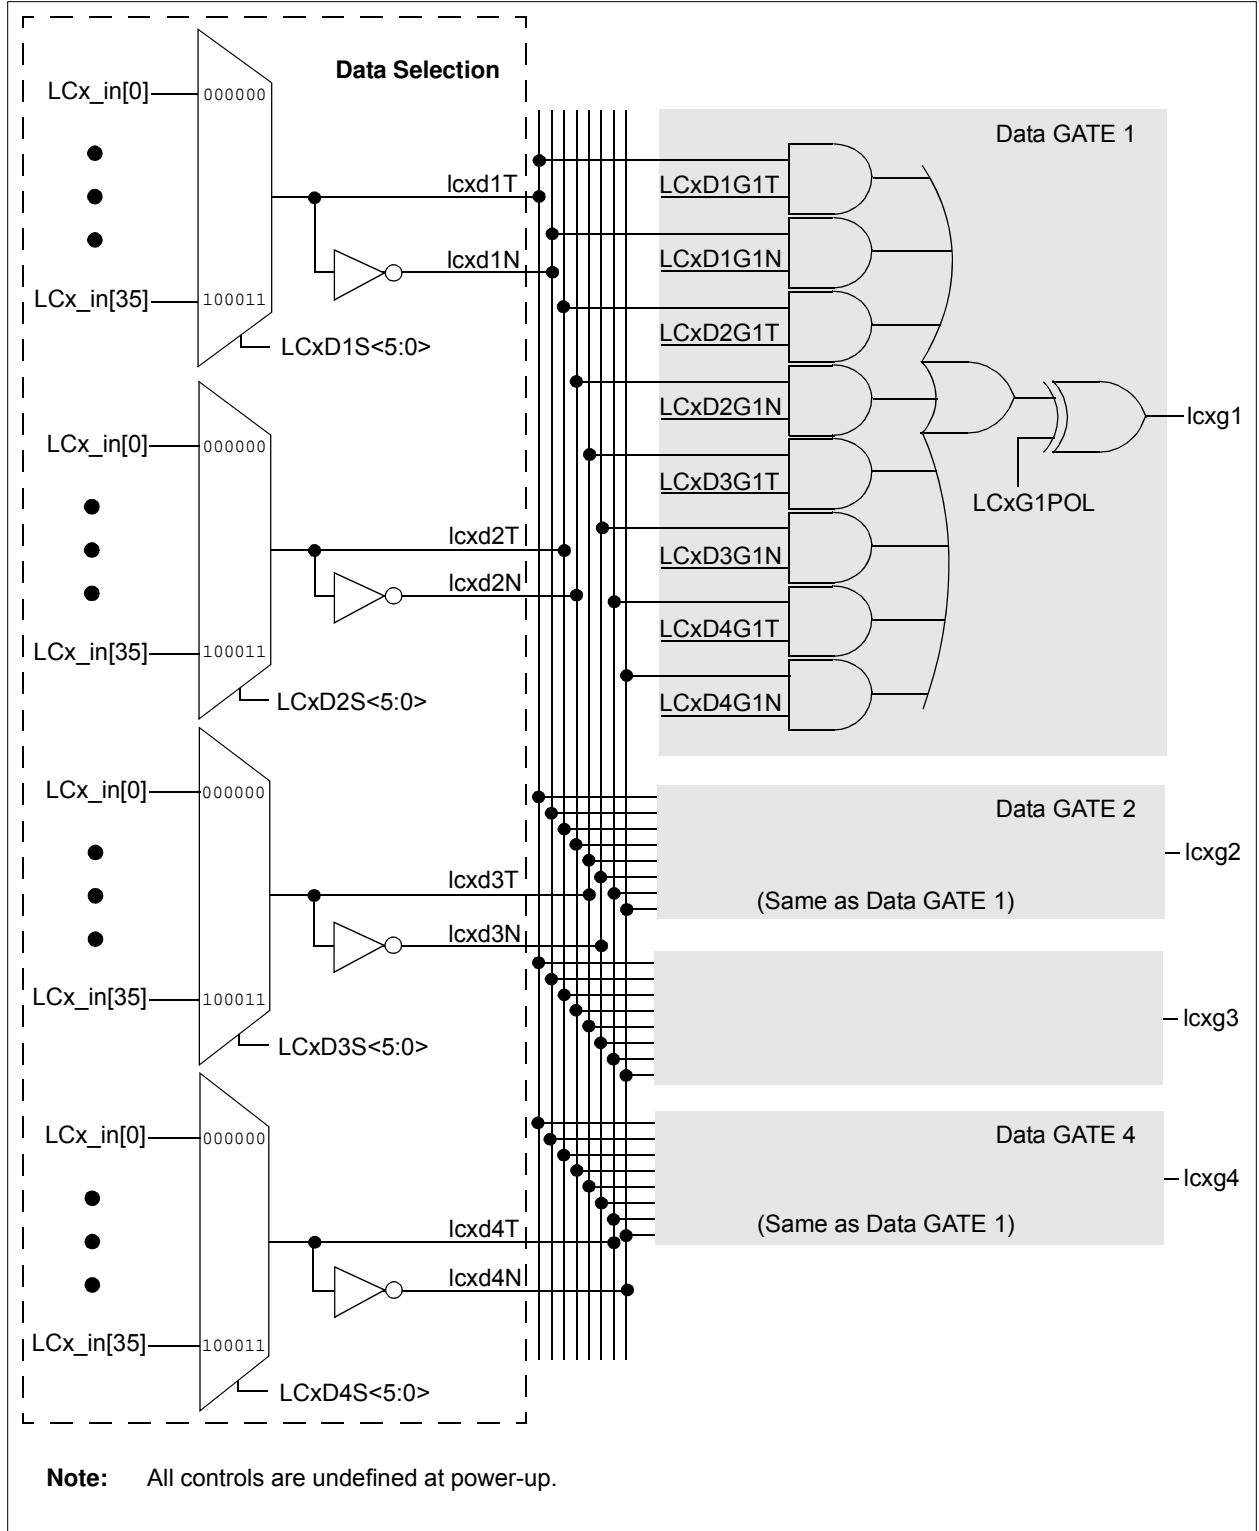 Data Selection
LCx_in[0]
000000
LCx_in[35]
100011
LCxD1S<5:0>
lcxd1T
lcxd1N
LCx_in[0]
000000
LCx_in[35]
100011
LCxD2S<5:0>
lcxd2T
lcxd2N
LCx_in[0]
000000
LCx_in[35]
100011
LCxD3S<5:0>
lcxd3T
lcxd3N
LCx_in[0]
000000
LCx_in[35]
100011
LCxD4S<5:0>
lcxd4T
lcxd4N
Data GATE 1
LCxD1G1T
LCxD1G1N
LCxD2G1T
LCxD2G1N
LCxD3G1T
LCxD3G1N
LCxD4G1T
LCxD4G1N
LCxG1POL
lcxg1
Data GATE 2
(Same as Data GATE 1)
lcxg2
lcxg3
Data GATE 4
(Same as Data GATE 1)
lcxg4
Note: All controls are undefined at power-up.